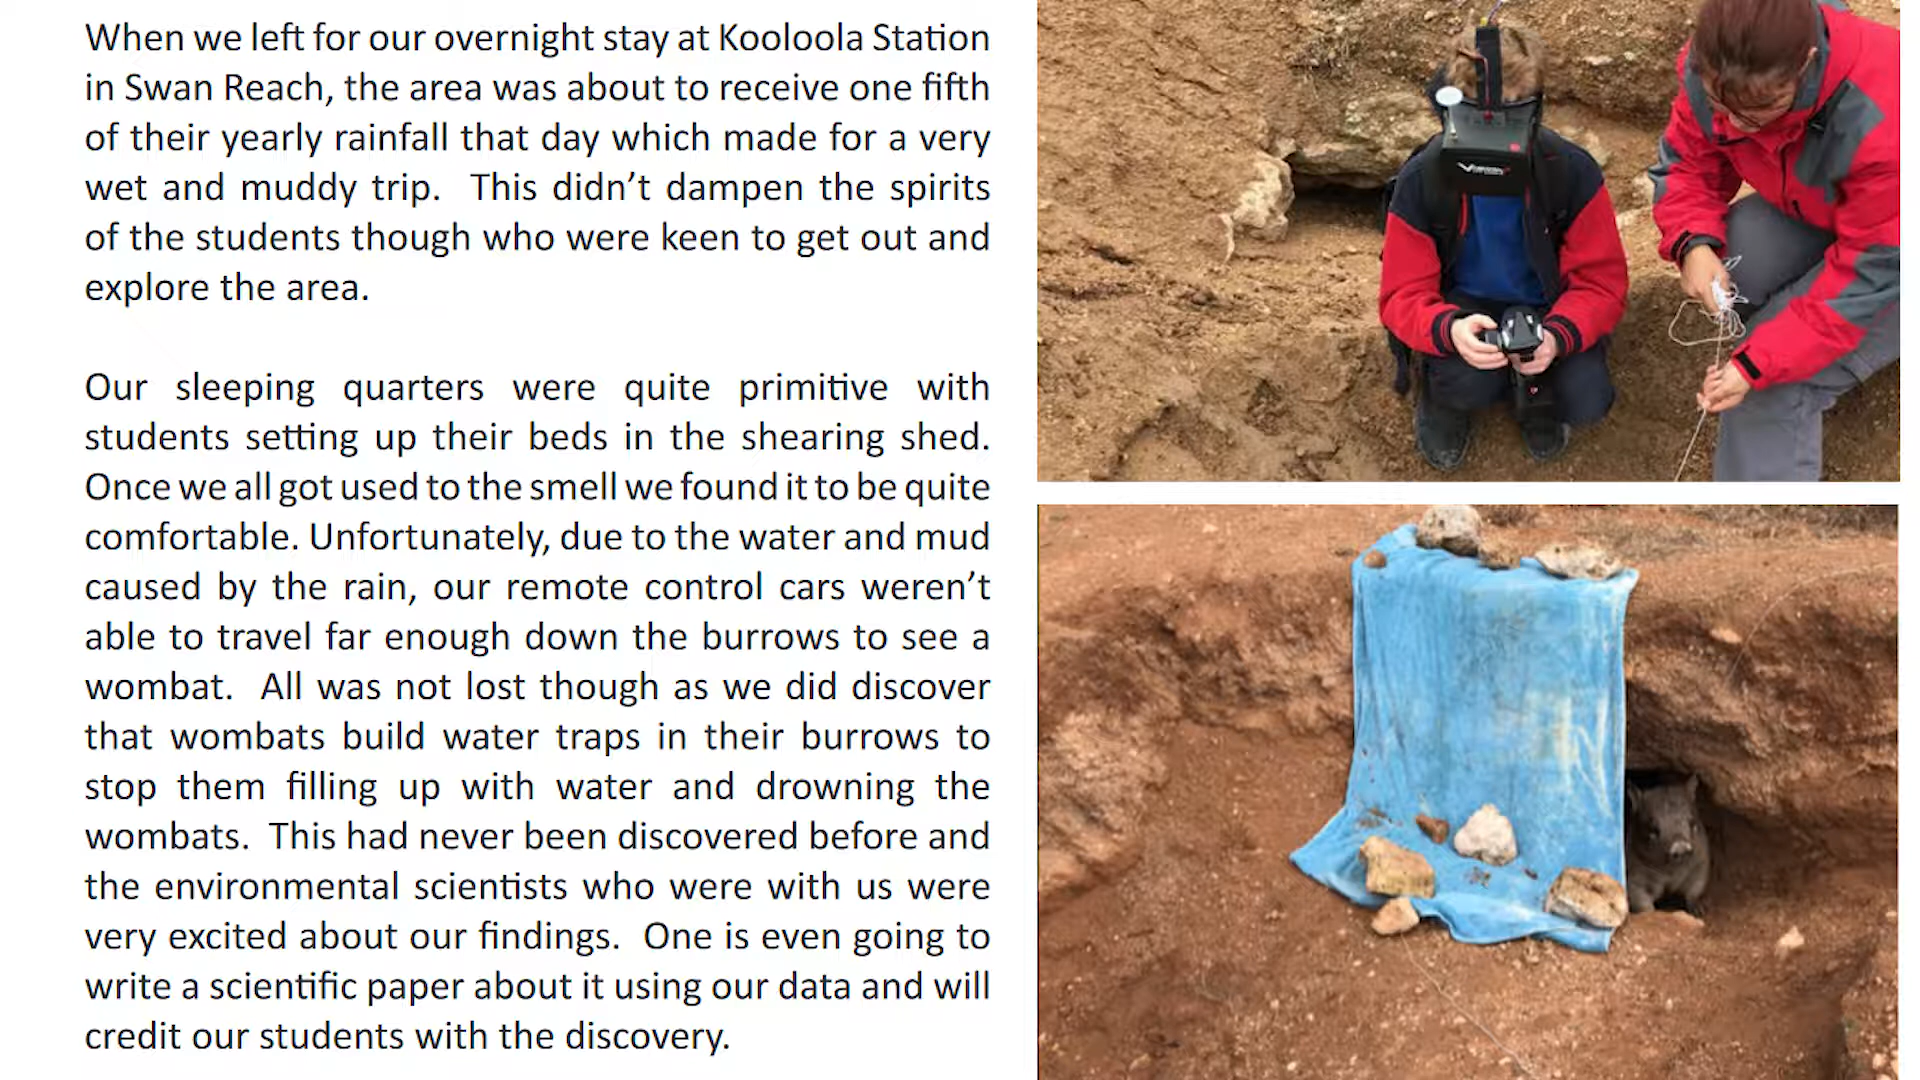 When we left for our overnight stay at Kooloola Station
in Swan Reach, the area was about to receive one fifth
of their yearly rainfall that day which made for a very
wet and muddy trip.  This didn’t dampen the spirits
of the students though who were keen to get out and
explore the area.
Our sleeping quarters were quite primitive with
students setting up their beds in the shearing shed.
Once we all got used to the smell we found it to be quite
comfortable. Unfortunately, due to the water and mud
caused by the rain, our remote control cars weren’t
able to travel far enough down the burrows to see a
wombat.  All was not lost though as we did discover
that wombats build water traps in their burrows to
stop them filling up with water and drowning the
wombats.  This had never been discovered before and
the environmental scientists who were with us were
very excited about our findings.  One is even going to
write a scientific paper about it using our data and will
credit our students with the discovery.